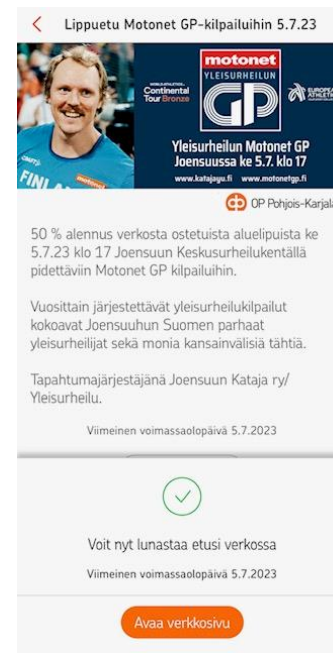 Lippuetu Motonet GP-kilpailuihin 5.7.23
motonet
YLEISURHEILUN
GP
Continental
Tour Bronze
EUROPEAN
ATHLETI
Yleisurheilun Motonet GP
Joensuussa ke 5.7. klo 17
www.katajayu.fi www.motonetgp.fi
FINL
motonet
OP Pohjois-Karjala
50 % alennus verkosta ostetuista aluelipuista ke
5.7.23 klo 17 Joensuun Keskusurheilukentällä
pidettäviin Motonet GP kilpailuihin.
Vuosittain järjestettävät yleisurheilukilpailut
kokoavat Joensuuhun Suomen parhaat
yleisurheilijat sekä monia kansainvälisiä tähtiä.
Tapahtumajärjestäjänä Joensuun Kataja ry/
Yleisurheilu.
Viimeinen voimassaolopäivä 5.7.2023
Voit nyt lunastaa etusi verkossa
Viimeinen voimassaolopäivä 5.7.2023
Avaa verkkosivu